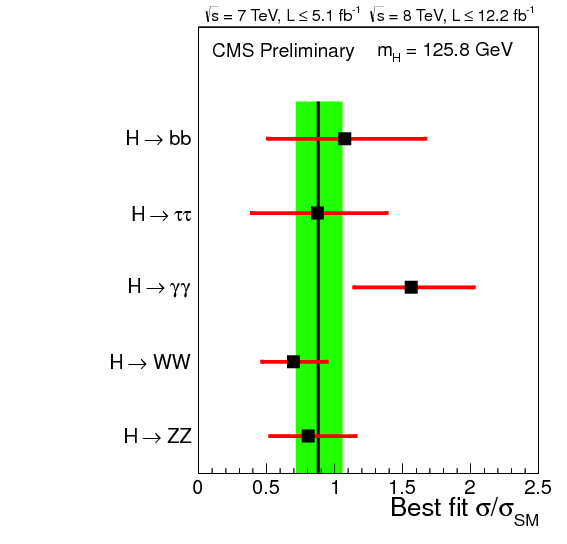 √s = 7 TeV, L ≤ 5.1 fb⁻¹ √s = 8 TeV, L ≤ 12.2 fb⁻¹
CMS Preliminary m_H = 125.8 GeV
H → bb
H → ττ
H → γγ
H → WW
H → ZZ
0 0.5 1 1.5 2 2.5
Best fit σ/σ_SM